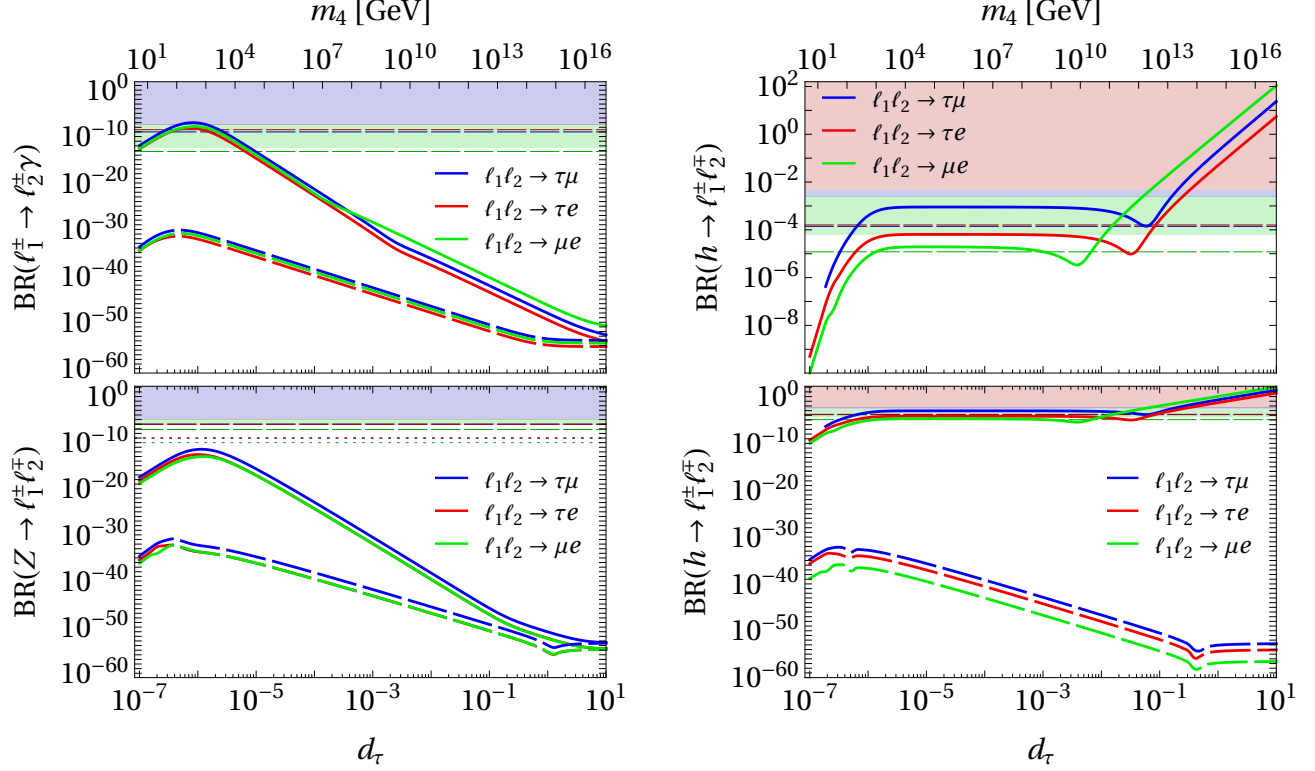 m₄ [GeV]
10¹ 10⁴ 10⁷ 10¹⁰ 10¹³ 10¹⁶
BR(ℓ₁± → ℓ₂±γ)
10⁰
10⁻¹⁰
10⁻²⁰
10⁻³⁰
10⁻⁴⁰
10⁻⁵⁰
10⁻⁶⁰
ℓ₁ℓ₂ → τμ
ℓ₁ℓ₂ → τe
ℓ₁ℓ₂ → μe
m₄ [GeV]
10¹ 10⁴ 10⁷ 10¹⁰ 10¹³ 10¹⁶
BR(h → ℓ₁±ℓ₂∓)
10²
10⁰
10⁻²
10⁻⁴
10⁻⁶
10⁻⁸
ℓ₁ℓ₂ → τμ
ℓ₁ℓ₂ → τe
ℓ₁ℓ₂ → μe
BR(Z → ℓ₁±ℓ₂∓)
10⁰
10⁻¹⁰
10⁻²⁰
10⁻³⁰
10⁻⁴⁰
10⁻⁵⁰
10⁻⁶⁰
ℓ₁ℓ₂ → τμ
ℓ₁ℓ₂ → τe
ℓ₁ℓ₂ → μe
10⁻⁷ 10⁻⁵ 10⁻³ 10⁻¹ 10¹
d_τ
BR(h → ℓ₁±ℓ₂∓)
10⁰
10⁻¹⁰
10⁻²⁰
10⁻³⁰
10⁻⁴⁰
10⁻⁵⁰
10⁻⁶⁰
ℓ₁ℓ₂ → τμ
ℓ₁ℓ₂ → τe
ℓ₁ℓ₂ → μe
10⁻⁷ 10⁻⁵ 10⁻³ 10⁻¹ 10¹
d_τ